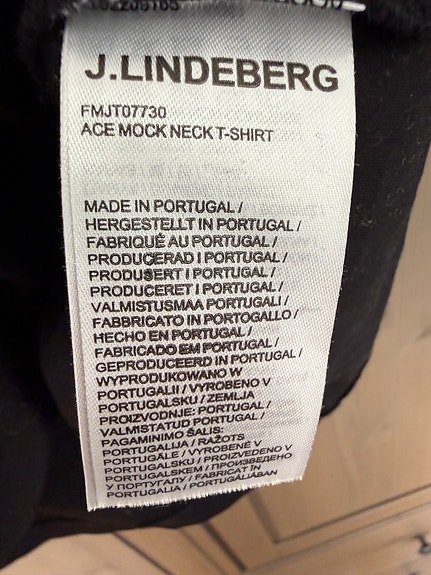 J.LINDEBERG
FMJT07730
ACE MOCK NECK T-SHIRT
MADE IN PORTUGAL /
HERGESTELLT IN PORTUGAL /
FABRIQUÉ AU PORTUGAL /
PRODUCERAD I PORTUGAL /
PRODUSERT I PORTUGAL /
PRODUCERET I PORTUGAL /
VALMISTUSMAA PORTUGALI /
FABBRICATO IN PORTOGALLO /
HECHO EN PORTUGAL /
FABRICADO EM PORTUGAL /
GEPRODUCEERD IN PORTUGAL /
WYPRODUKOWANO W
PORTUGALII / VYROBENO V
PORTUGALSKU / ZEMLJA
PROIZVODNJE: PORTUGAL /
VALMISTATUD PORTUGAL /
PAGAMINIMO ŠALIS:
PORTUGALIJA / RAŽOTS
PORTUGĀLE / VYROBENÉ V
PORTUGALSKU / PROIZVEDENO V
PORTUGALSKEM / ПРОИЗВЕДЕНО
У ПОРТУГАЛУ / FABRICAT ÎN
PORTUGALIA / PORTUGÁLIÁBAN